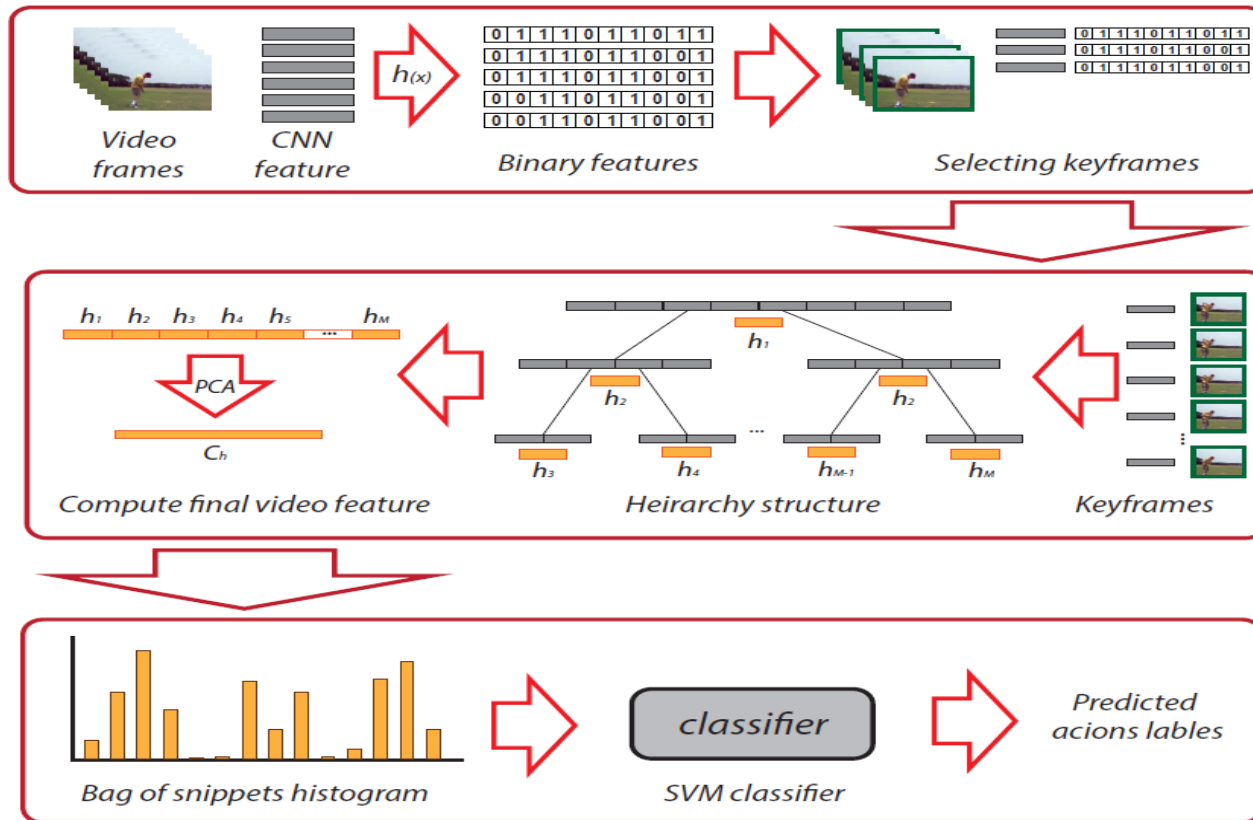 h(x)
0 1 1 1 0 1 1 0 1 1
0 1 1 1 0 1 1 0 0 1
0 1 1 1 0 1 1 0 0 1
0 0 1 1 0 1 1 0 0 1
0 0 1 1 0 1 1 0 0 1
0 1 1 1 0 1 1 0 1 1
0 1 1 1 0 1 1 0 0 1
0 1 1 1 0 1 1 0 0 1
Video
frames
CNN
feature
Binary features
Selecting keyframes
h1 h2 h3 h4 h5 ... hM
PCA
Ch
Compute final video feature
h1
h2 h2
...
h3 h4 hM-1 hM
Heirarchy structure
...
Keyframes
Bag of snippets histogram
classifier
SVM classifier
Predicted
acions lables